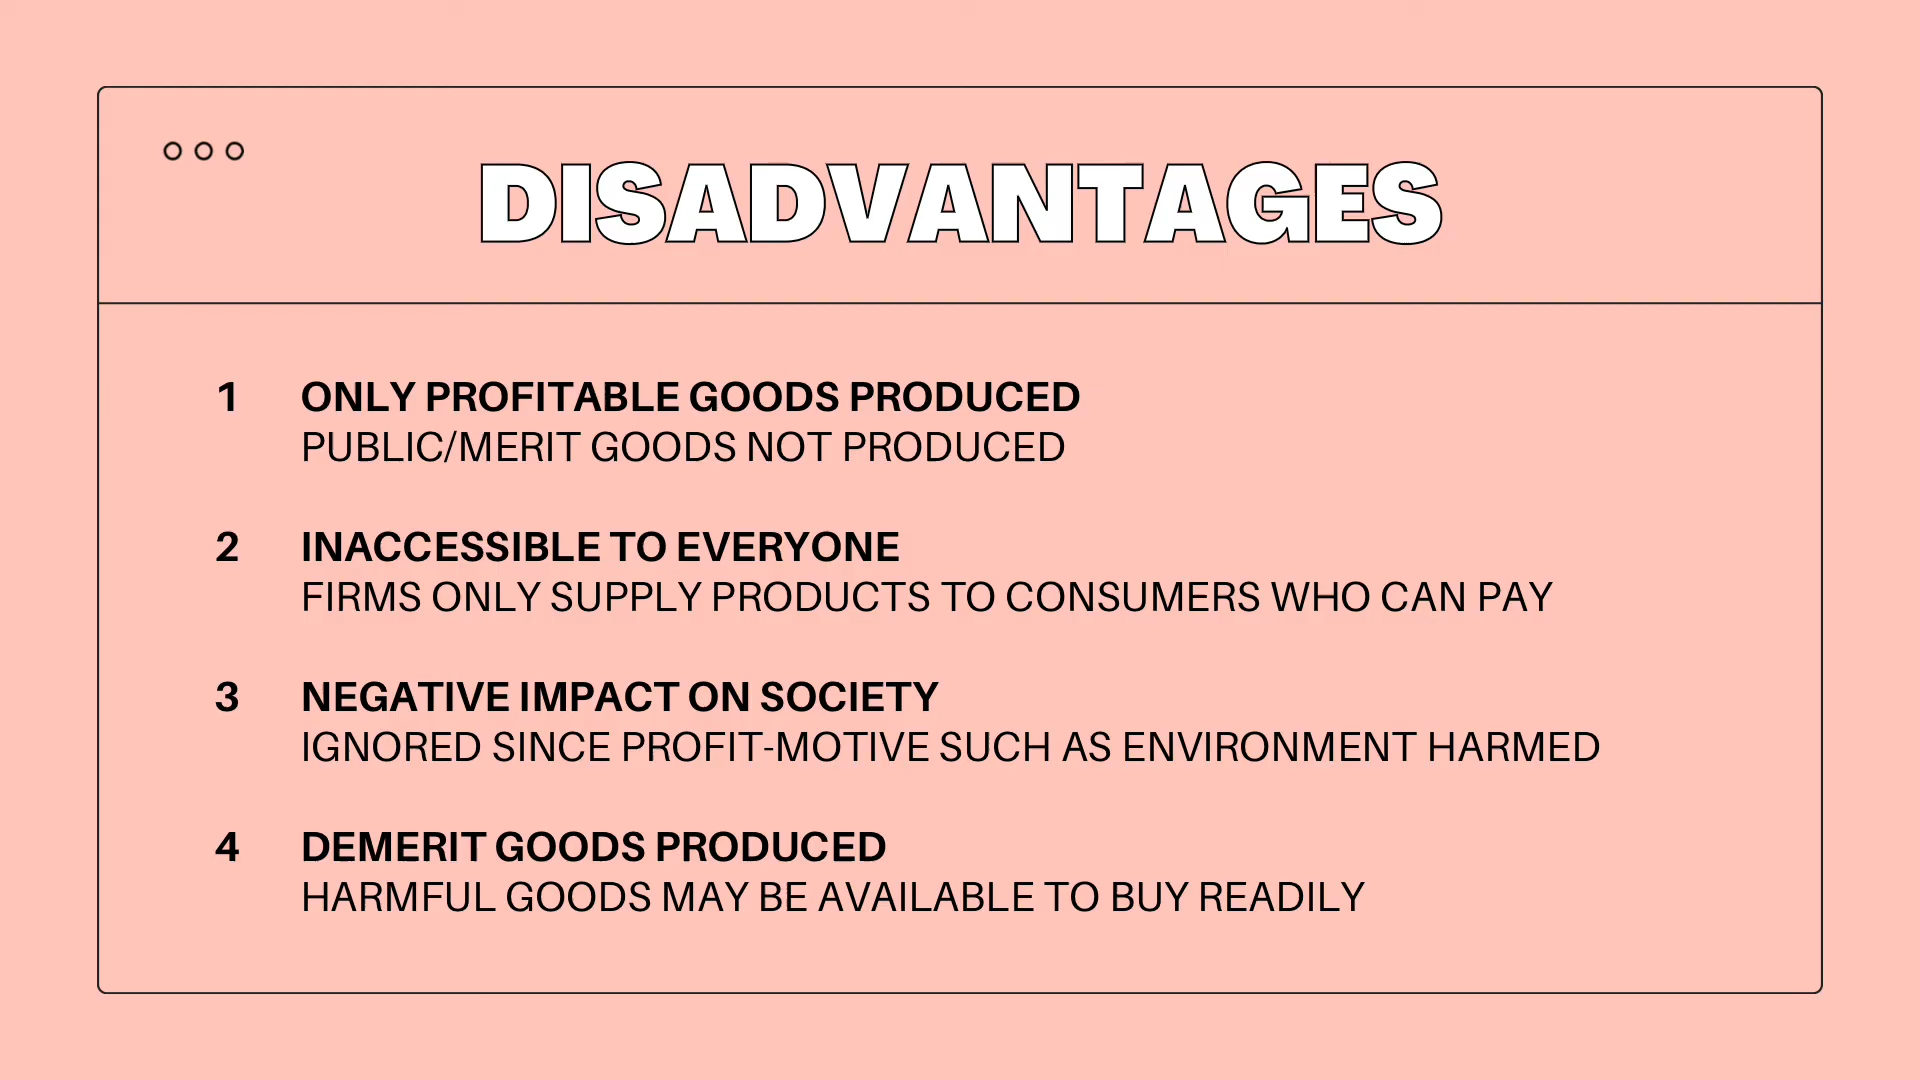 DISADVANTAGES
1 ONLY PROFITABLE GOODS PRODUCED
PUBLIC/MERIT GOODS NOT PRODUCED
2 INACCESSIBLE TO EVERYONE
FIRMS ONLY SUPPLY PRODUCTS TO CONSUMERS WHO CAN PAY
3 NEGATIVE IMPACT ON SOCIETY
IGNORED SINCE PROFIT-MOTIVE SUCH AS ENVIRONMENT HARMED
4 DEMERIT GOODS PRODUCED
HARMFUL GOODS MAY BE AVAILABLE TO BUY READILY